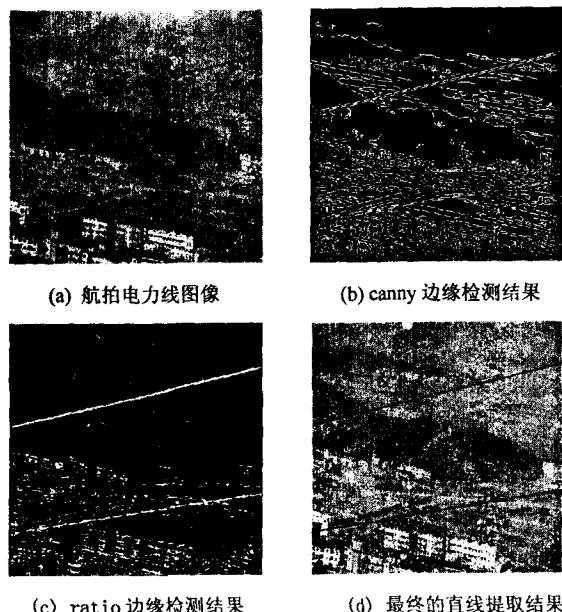 (a) 航拍电力线图像
(b) canny 边缘检测结果
(c) ratio 边缘检测结果
(d) 最终的直线提取结果